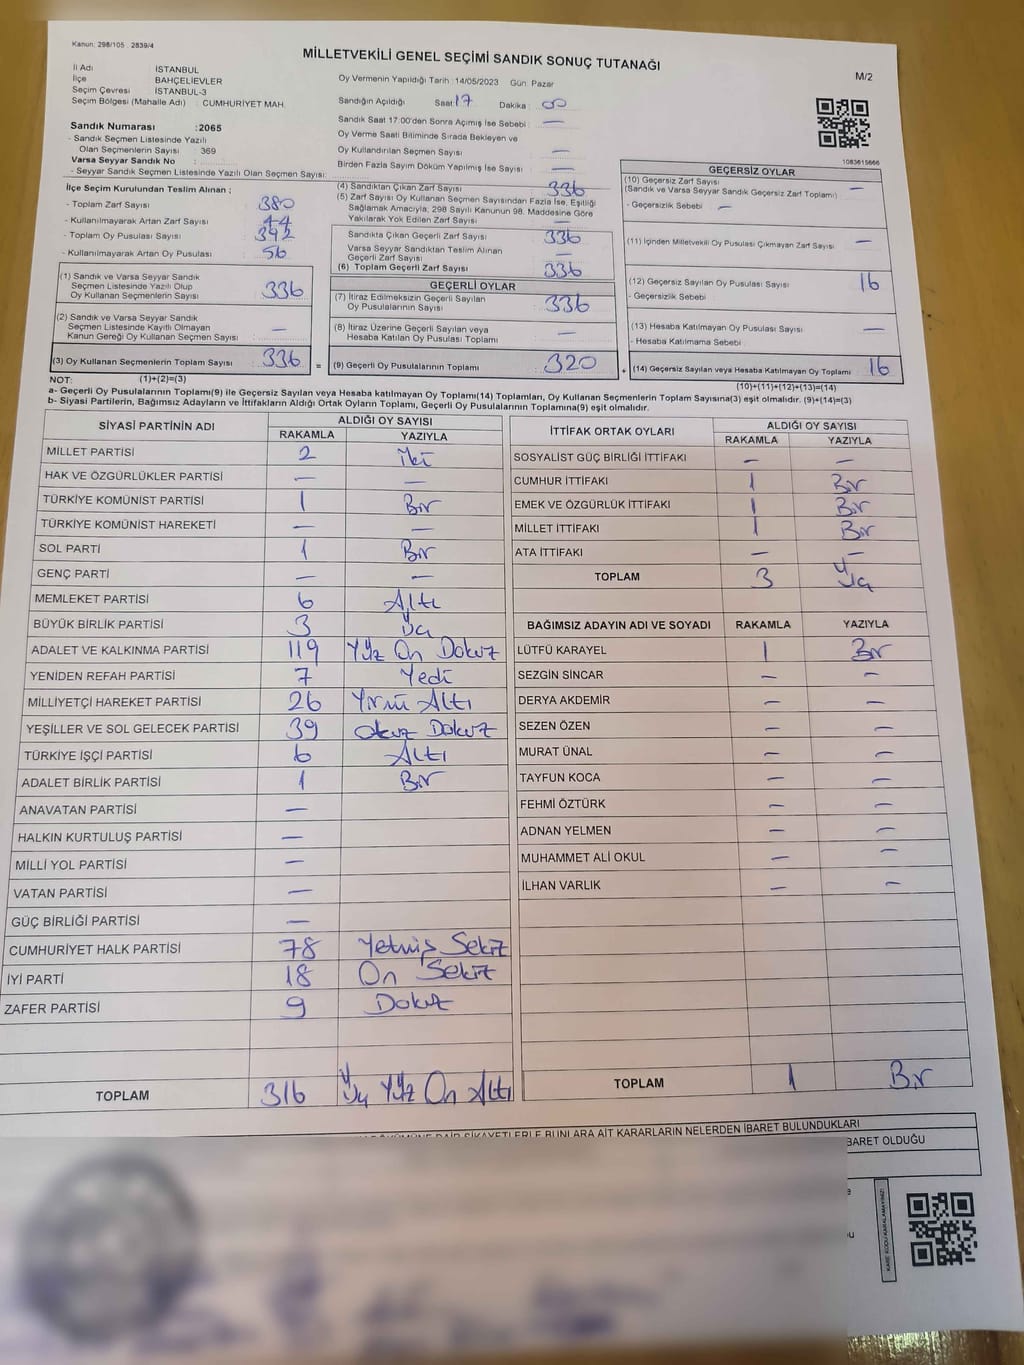 Kanun: 298/105 . 2839/4
MİLLETVEKİLİ GENEL SEÇİMİ SANDIK SONUÇ TUTANAĞI
M/2
İl Adı : İSTANBUL
İlçe : BAHÇELİEVLER
Seçim Çevresi : İSTANBUL-3
Seçim Bölgesi (Mahalle Adı) : CUMHURİYET MAH.
Sandık Numarası :2065
- Sandık Seçmen Listesinde Yazılı
Olan Seçmenlerin Sayısı : 369
Varsa Seyyar Sandık No :
- Seyyar Sandık Seçmen Listesinde Yazılı Olan Seçmen Sayısı:
Oy Vermenin Yapıldığı Tarih :14/05/2023 Gün: Pazar
Sandığın Açıldığı Saat:17 Dakika : 00
Sandık Saat 17:00'den Sonra Açımış İse Sebebi : —
Oy Verme Saati Bitiminde Sırada Bekleyen ve
Oy Kullandırılan Seçmen Sayısı : —
Birden Fazla Sayım Döküm Yapılmış İse Sayısı : —
1083615666
İlçe Seçim Kurulundan Teslim Alınan ;
- Toplam Zarf Sayısı : 380
- Kullanılmayarak Artan Zarf Sayısı : 44
- Toplam Oy Pusulası Sayısı : 392
- Kullanılmayarak Artan Oy Pusulası : 56
(1) Sandık ve Varsa Seyyar Sandık
Seçmen Listesinde Yazılı Olup
Oy Kullanan Seçmenlerin Sayısı : 336
(2) Sandık ve Varsa Seyyar Sandık
Seçmen Listesinde Kayıtlı Olmayan
Kanun Gereği Oy Kullanan Seçmen Sayısı : —
(3) Oy Kullanan Seçmenlerin Toplam Sayısı : 336 =
(4) Sandıktan Çıkan Zarf Sayısı : 336
(5) Zarf Sayısı Oy Kullanan Seçmen Sayısından Fazla İse, Eşitliği
Sağlamak Amacıyla, 298 Sayılı Kanunun 98. Maddesine Göre
Yakılarak Yok Edilen Zarf Sayısı : —
Sandıkta Çıkan Geçerli Zarf Sayısı : 336
Varsa Seyyar Sandıktan Teslim Alınan
Geçerli Zarf Sayısı : —
(6) Toplam Geçerli Zarf Sayısı : 336
GEÇERLİ OYLAR
(7) İtiraz Edilmeksizin Geçerli Sayılan
Oy Pusulalarının Sayısı : 336
(8) İtiraz Üzerine Geçerli Sayılan veya
Hesaba Katılan Oy Pusulası Toplamı : —
(9) Geçerli Oy Pusulalarının Toplamı : 320 +
GEÇERSİZ OYLAR
(10) Geçersiz Zarf Sayısı : —
(Sandık ve Varsa Seyyar Sandık Geçersiz Zarf Toplamı)
- Geçersizlik Sebebi : —
(11) İçinden Milletvekili Oy Pusulası Çıkmayan Zarf Sayısı : —
(12) Geçersiz Sayılan Oy Pusulası Sayısı : 16
- Geçersizlik Sebebi :
(13) Hesaba Katılmayan Oy Pusulası Sayısı : —
- Hesaba Katılmama Sebebi :
(14) Geçersiz Sayılan veya Hesaba Katılmayan Oy Toplamı : 16
NOT: (1)+(2)=(3) (10)+(11)+(12)+(13)=(14)
a- Geçerli Oy Pusulalarının Toplamı(9) ile Geçersiz Sayılan veya Hesaba katılmayan Oy Toplamı(14) Toplamları, Oy Kullanan Seçmenlerin Toplam Sayısına(3) eşit olmalıdır. (9)+(14)=(3)
b- Siyasi Partilerin, Bağımsız Adayların ve İttifakların Aldığı Ortak Oyların Toplamı, Geçerli Oy Pusulalarının Toplamına(9) eşit olmalıdır.
SİYASİ PARTİNİN ADI ALDIĞI OY SAYISI
RAKAMLA YAZIYLA
MİLLET PARTİSİ 2 iki
HAK VE ÖZGÜRLÜKLER PARTİSİ — —
TÜRKİYE KOMÜNİST PARTİSİ 1 Bir
TÜRKİYE KOMÜNİST HAREKETİ — —
SOL PARTİ 1 Bir
GENÇ PARTİ — —
MEMLEKET PARTİSİ 6 Altı
BÜYÜK BİRLİK PARTİSİ 3 Üç
ADALET VE KALKINMA PARTİSİ 119 Yüz On Dokuz
YENİDEN REFAH PARTİSİ 7 Yedi
MİLLİYETÇİ HAREKET PARTİSİ 26 Yirmi Altı
YEŞİLLER VE SOL GELECEK PARTİSİ 39 otuz Dokuz
TÜRKİYE İŞÇİ PARTİSİ 6 Altı
ADALET BİRLİK PARTİSİ 1 Bir
ANAVATAN PARTİSİ —
HALKIN KURTULUŞ PARTİSİ —
MİLLİ YOL PARTİSİ —
VATAN PARTİSİ —
GÜÇ BİRLİĞİ PARTİSİ —
CUMHURİYET HALK PARTİSİ 78 Yetmiş Sekiz
İYİ PARTİ 18 On Sekiz
ZAFER PARTİSİ 9 Dokuz
TOPLAM 316 Üç Yüz On Altı
İTTİFAK ORTAK OYLARI ALDIĞI OY SAYISI
RAKAMLA YAZIYLA
SOSYALİST GÜÇ BİRLİĞİ İTTİFAKI — —
CUMHUR İTTİFAKI 1 Bir
EMEK VE ÖZGÜRLÜK İTTİFAKI 1 Bir
MİLLET İTTİFAKI 1 Bir
ATA İTTİFAKI — —
TOPLAM 3 Üç
BAĞIMSIZ ADAYIN ADI VE SOYADI RAKAMLA YAZIYLA
LÜTFÜ KARAYEL 1 Bir
SEZGİN SİNCAR — —
DERYA AKDEMİR — —
SEZEN ÖZEN — —
MURAT ÜNAL — —
TAYFUN KOCA — —
FEHMİ ÖZTÜRK — —
ADNAN YELMEN — —
MUHAMMET ALİ OKUL — —
İLHAN VARLIK — —
TOPLAM 1 Bir
DAİR ŞİKAYETLERLE BUNLARA AİT KARARLARIN NELERDEN İBARET BULUNDUKLARI
İBARET OLDUĞU
KARE KODU KARALAMAYINIZ!